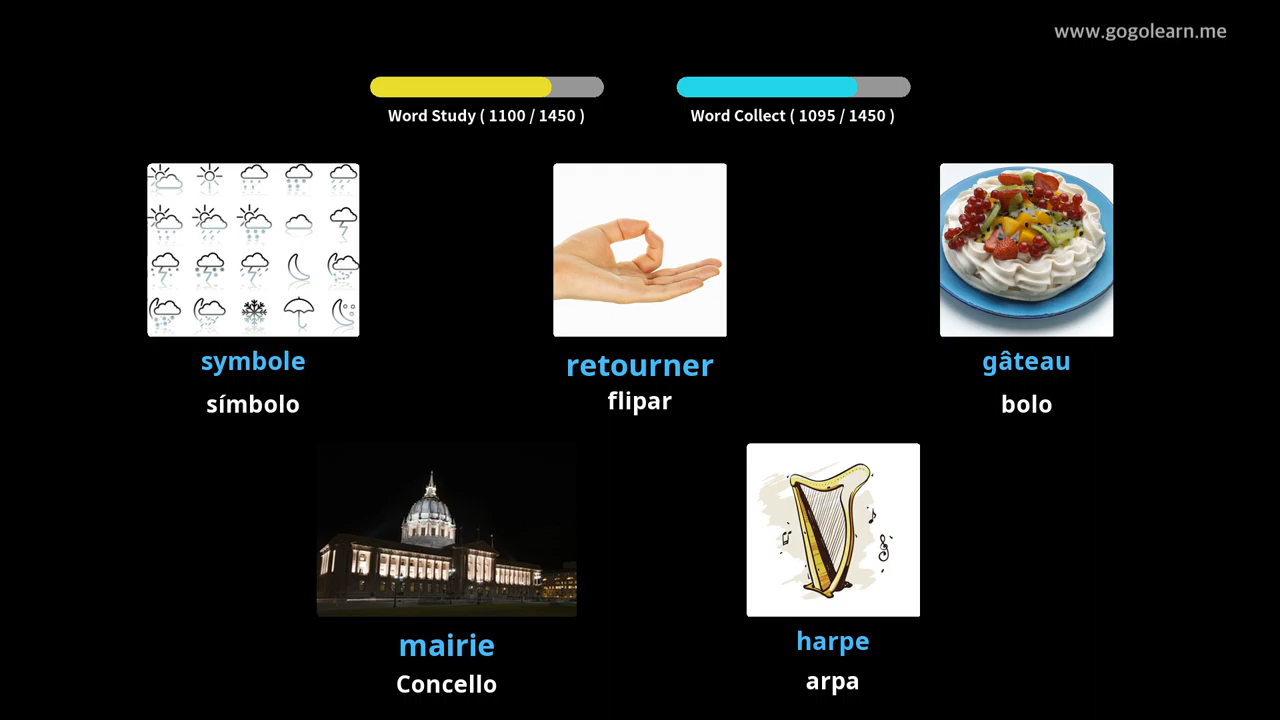 www.gogolearn.me
Word Study ( 1100 / 1450 )
Word Collect ( 1095 / 1450 )
symbole
símbolo
retourner
flipar
gâteau
bolo
mairie
Concello
harpe
arpa